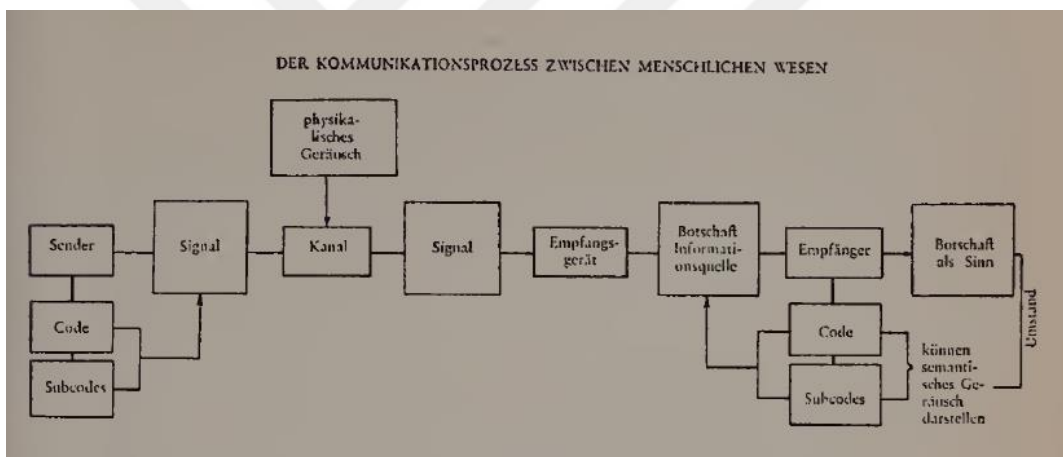 DER KOMMUNIKATIONSPROZESS ZWISCHEN MENSCHLICHEN WESEN
physika-
lisches
Geräusch
Sender
Signal
Kanal
Signal
Empfangs-
gerät
Botschaft
Informati-
onsquelle
Empfänger
Botschaft
als Sinn
Code
Subcodes
Code
Subcodes
können
semanti-
sches Ge-
räusch
darstellen
Umstand